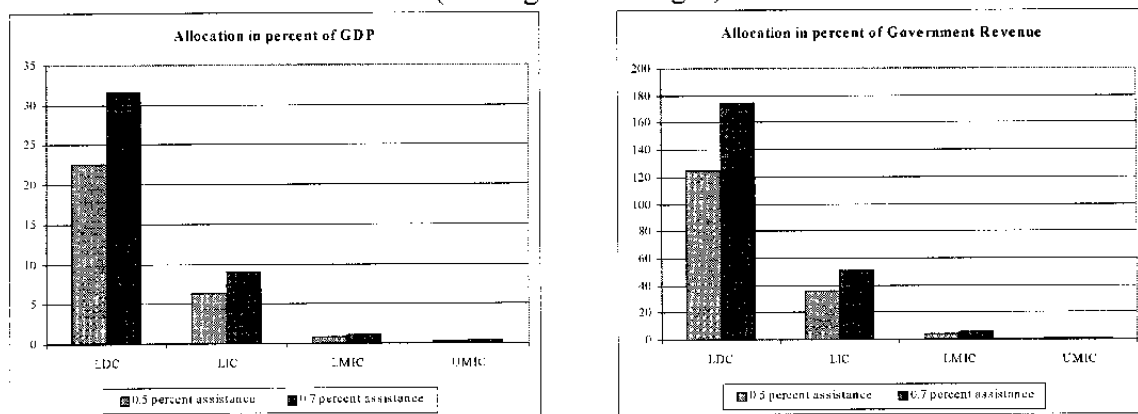 Allocation in percent of GDP
35
30
25
20
15
10
5
0
LDC
LIC
LMIC
UMIC
0.5 percent assistance
0.7 percent assistance
Allocation in percent of Government Revenue
200
180
160
140
120
100
80
60
40
20
0
LDC
LIC
LMIC
UMIC
0.5 percent assistance
0.7 percent assistance